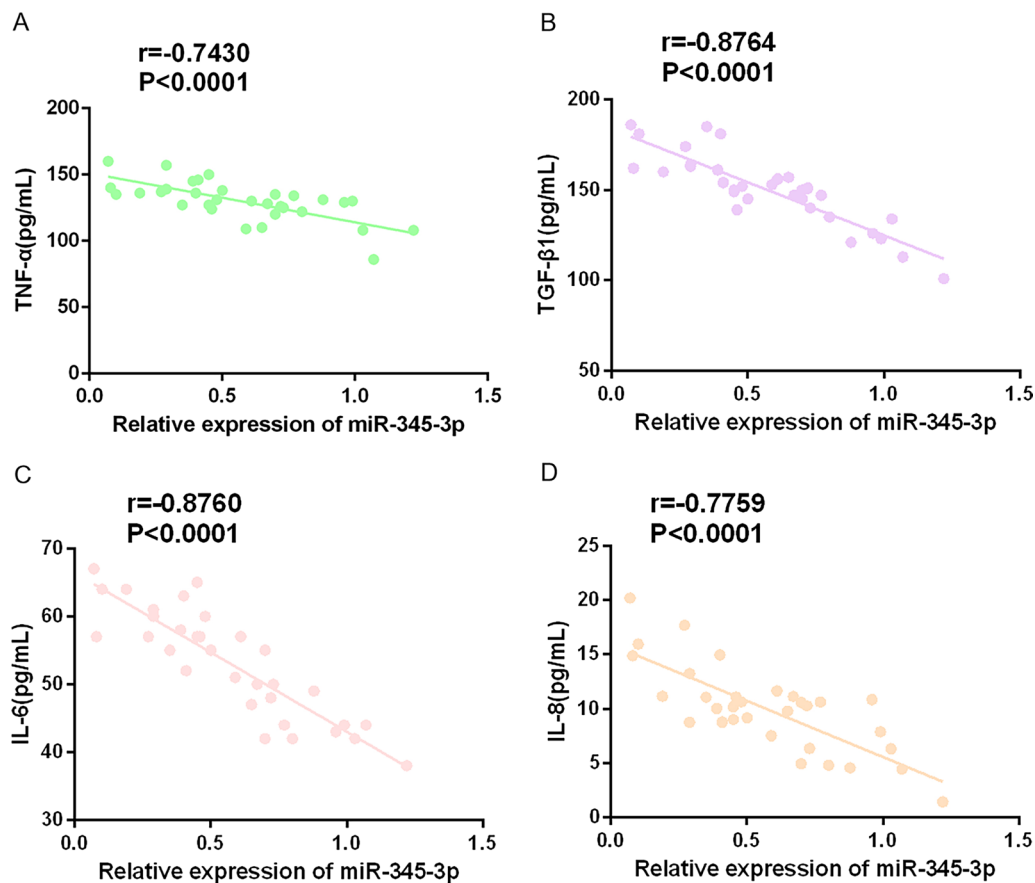 A
r=-0.7430
P<0.0001
200
150
100
50
0
TNF-α(pg/mL)
0.0 0.5 1.0 1.5
Relative expression of miR-345-3p
B
r=-0.8764
P<0.0001
200
150
100
50
TGF-β1(pg/mL)
0.0 0.5 1.0 1.5
Relative expression of miR-345-3p
C
r=-0.8760
P<0.0001
70
60
50
40
30
IL-6(pg/mL)
0.0 0.5 1.0 1.5
Relative expression of miR-345-3p
D
r=-0.7759
P<0.0001
25
20
15
10
5
0
IL-8(pg/mL)
0.0 0.5 1.0 1.5
Relative expression of miR-345-3p